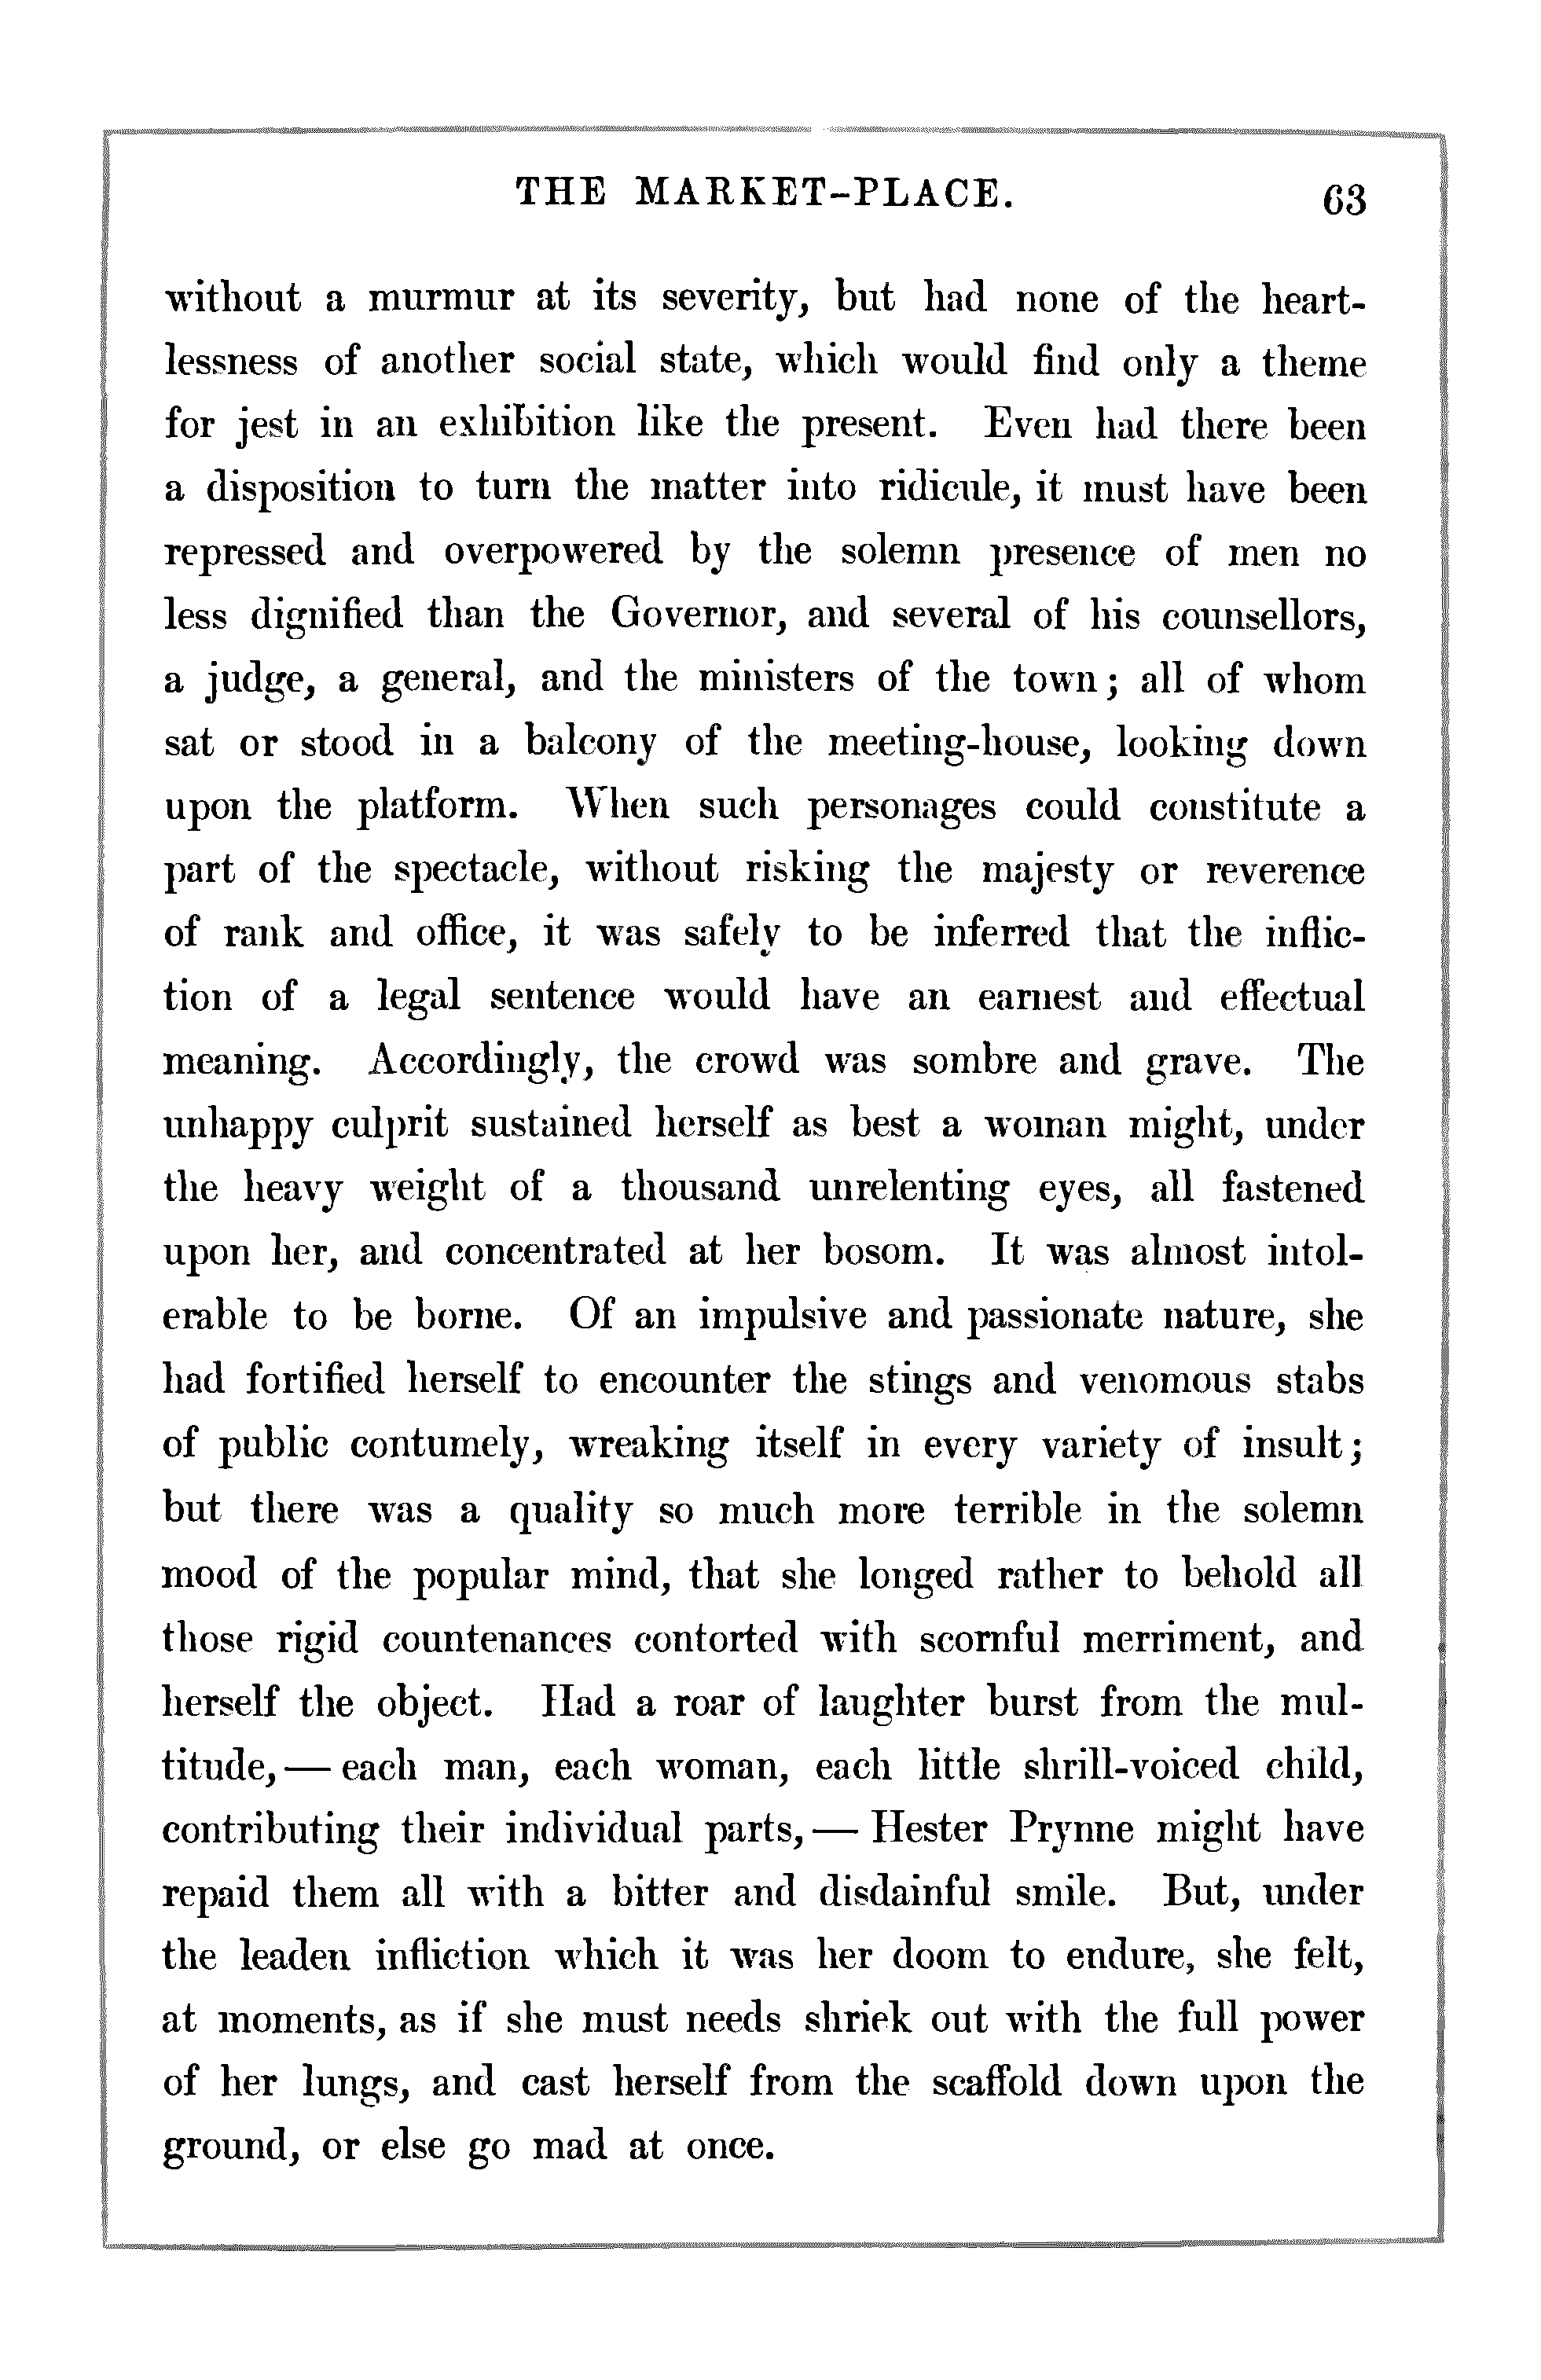 THE MARKET-PLACE. 63
without a murmur at its severity, but had none of the heart-
lessness of another social state, which would find only a theme
for jest in an exhibition like the present. Even had there been
a disposition to turn the matter into ridicule, it must have been
repressed and overpowered by the solemn presence of men no
less dignified than the Governor, and several of his counsellors,
a judge, a general, and the ministers of the town; all of whom
sat or stood in a balcony of the meeting-house, looking down
upon the platform. When such personages could constitute a
part of the spectacle, without risking the majesty or reverence
of rank and office, it was safely to be inferred that the inflic-
tion of a legal sentence would have an earnest and effectual
meaning. Accordingly, the crowd was sombre and grave. The
unhappy culprit sustained herself as best a woman might, under
the heavy weight of a thousand unrelenting eyes, all fastened
upon her, and concentrated at her bosom. It was almost intol-
erable to be borne. Of an impulsive and passionate nature, she
had fortified herself to encounter the stings and venomous stabs
of public contumely, wreaking itself in every variety of insult;
but there was a quality so much more terrible in the solemn
mood of the popular mind, that she longed rather to behold all
those rigid countenances contorted with scornful merriment, and
herself the object. Had a roar of laughter burst from the mul-
titude,— each man, each woman, each little shrill-voiced child,
contributing their individual parts,— Hester Prynne might have
repaid them all with a bitter and disdainful smile. But, under
the leaden infliction which it was her doom to endure, she felt,
at moments, as if she must needs shriek out with the full power
of her lungs, and cast herself from the scaffold down upon the
ground, or else go mad at once.